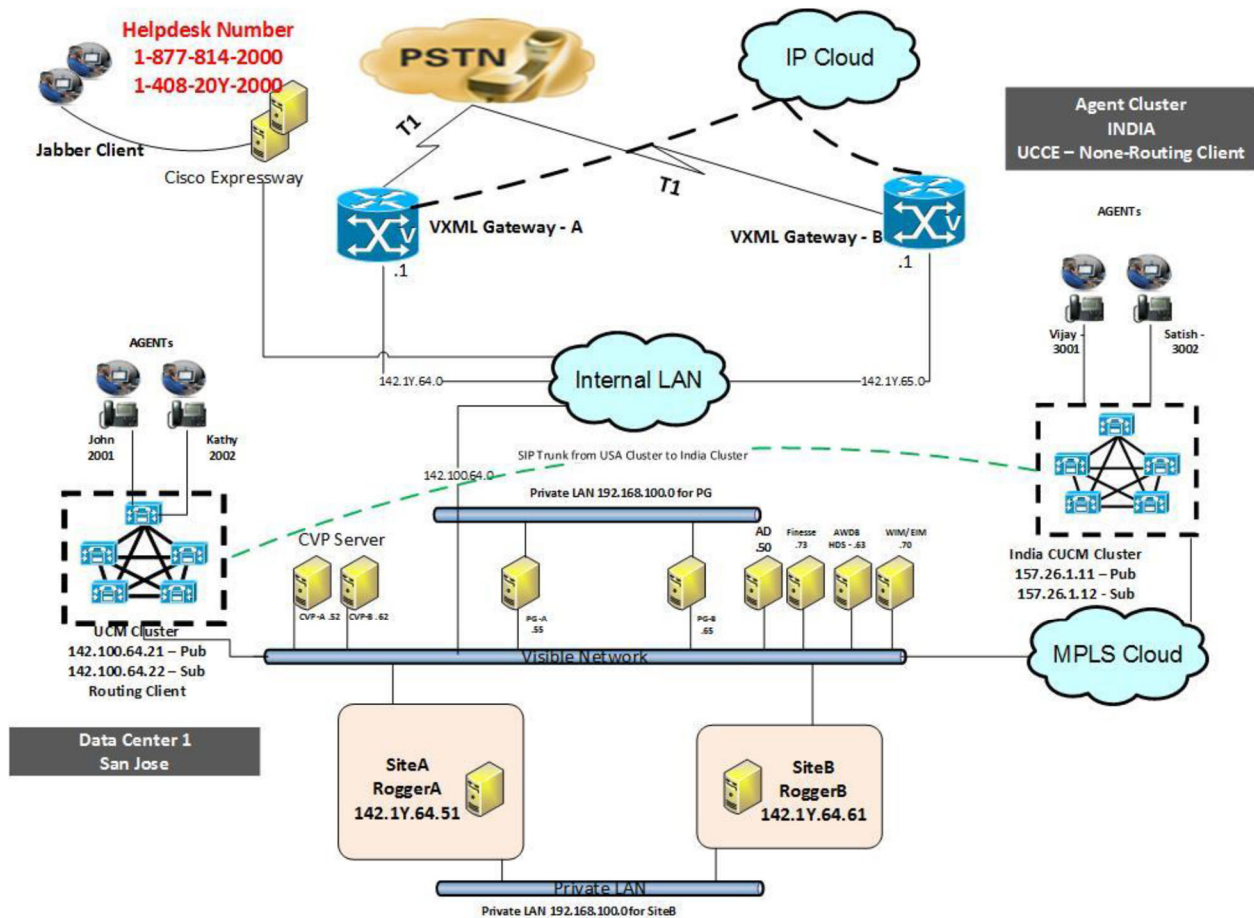 Helpdesk Number
1-877-814-2000
1-408-20Y-2000
Jabber Client
Cisco Expressway
PSTN
IP Cloud
T1
T1
VXML Gateway - A
.1
VXML Gateway - B
.1
Agent Cluster
INDIA
UCCE – None-Routing Client
AGENTs
Vijay -
3001
Satish -
3002
142.1Y.64.0
Internal LAN
142.1Y.65.0
AGENTs
John
2001
Kathy
2002
SIP Trunk from USA Cluster to India Cluster
142.100.64.0
Private LAN 192.168.100.0 for PG
CVP Server
CVP-A .52
CVP-B .62
PG-A
.55
PG-B
.65
AD
.50
Finesse
.73
AWDB
HDS - .63
WIM/EIM
.70
India CUCM Cluster
157.26.1.11 – Pub
157.26.1.12 - Sub
UCM Cluster
142.100.64.21 – Pub
142.100.64.22 – Sub
Routing Client
Visible Network
MPLS Cloud
Data Center 1
San Jose
SiteA
RoggerA
142.1Y.64.51
SiteB
RoggerB
142.1Y.64.61
Private LAN
Private LAN 192.168.100.0 for SiteB